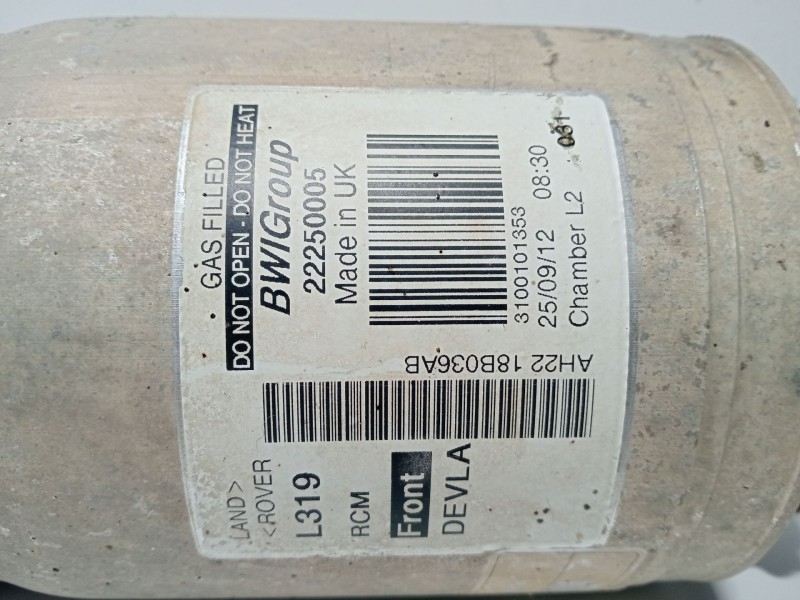 GAS FILLED
DO NOT OPEN - DO NOT HEAT
BWIGroup
22250005
Made in UK
3100101353
25/09/12 08:30
Chamber L2
031
AH22 18B036AB
LAND>
<ROVER
L319
RCM
Front
DEVLA